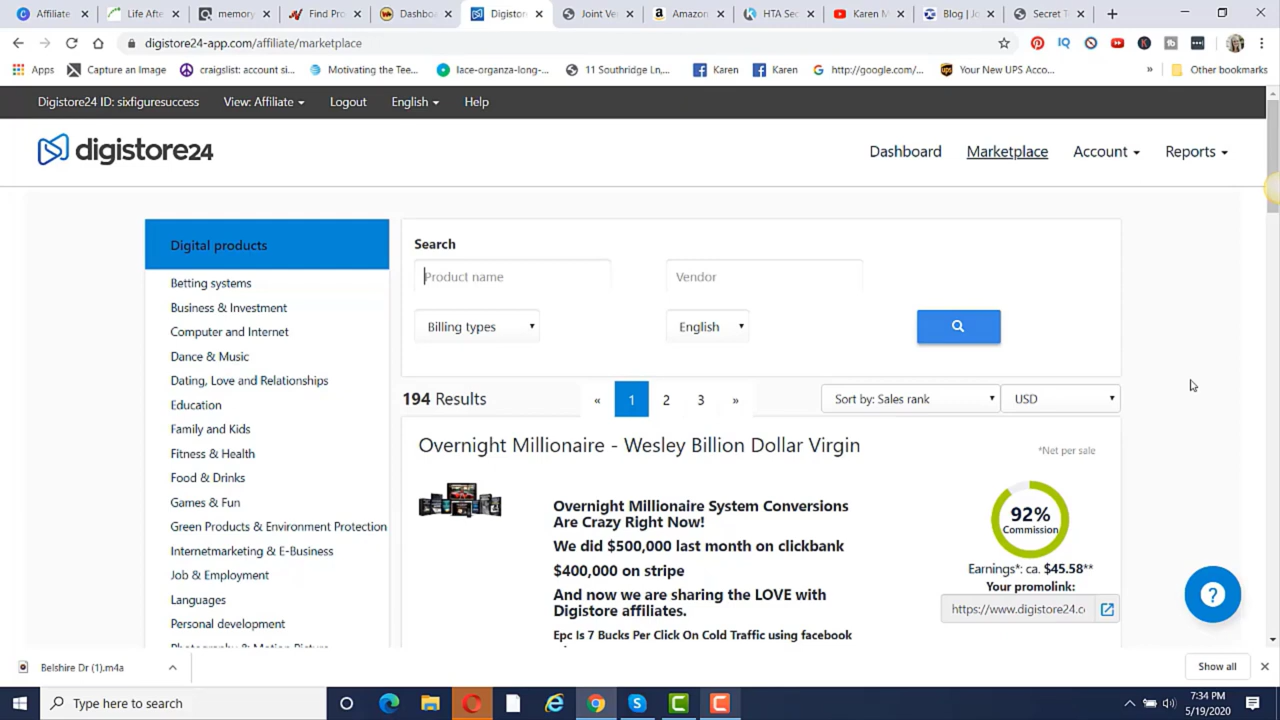 Affiliate
Life Afte
memory
Find Pro
Dashbo
Digistor
Joint Ve
Amazon
HTA Sec
Karen M
Blog | Jo
Secret T
digistore24-app.com/affiliate/marketplace
Apps
Capture an Image
craigslist: account si...
Motivating the Tee...
lace-organza-long-...
11 Southridge Ln,...
Karen
Karen
http://google.com/...
Your New UPS Acco...
»
Other bookmarks
Digistore24 ID: sixfiguresuccess
View: Affiliate
Logout
English
Help
digistore24
Dashboard
Marketplace
Account
Reports
Digital products
Betting systems
Business & Investment
Computer and Internet
Dance & Music
Dating, Love and Relationships
Education
Family and Kids
Fitness & Health
Food & Drinks
Games & Fun
Green Products & Environment Protection
Internetmarketing & E-Business
Job & Employment
Languages
Personal development
Photography & Motion Picture
Search
Product name
Vendor
Billing types
English
194 Results
« 1 2 3 »
Sort by: Sales rank
USD
Overnight Millionaire - Wesley Billion Dollar Virgin
*Net per sale
Overnight Millionaire System Conversions
Are Crazy Right Now!
We did $500,000 last month on clickbank
$400,000 on stripe
And now we are sharing the LOVE with
Digistore affiliates.
Epc Is 7 Bucks Per Click On Cold Traffic using facebook
92%
Commission
Earnings*: ca. $45.58**
Your promolink:
https://www.digistore24.c
?
Belshire Dr (1).m4a
Show all
Type here to search
7:34 PM
5/19/2020